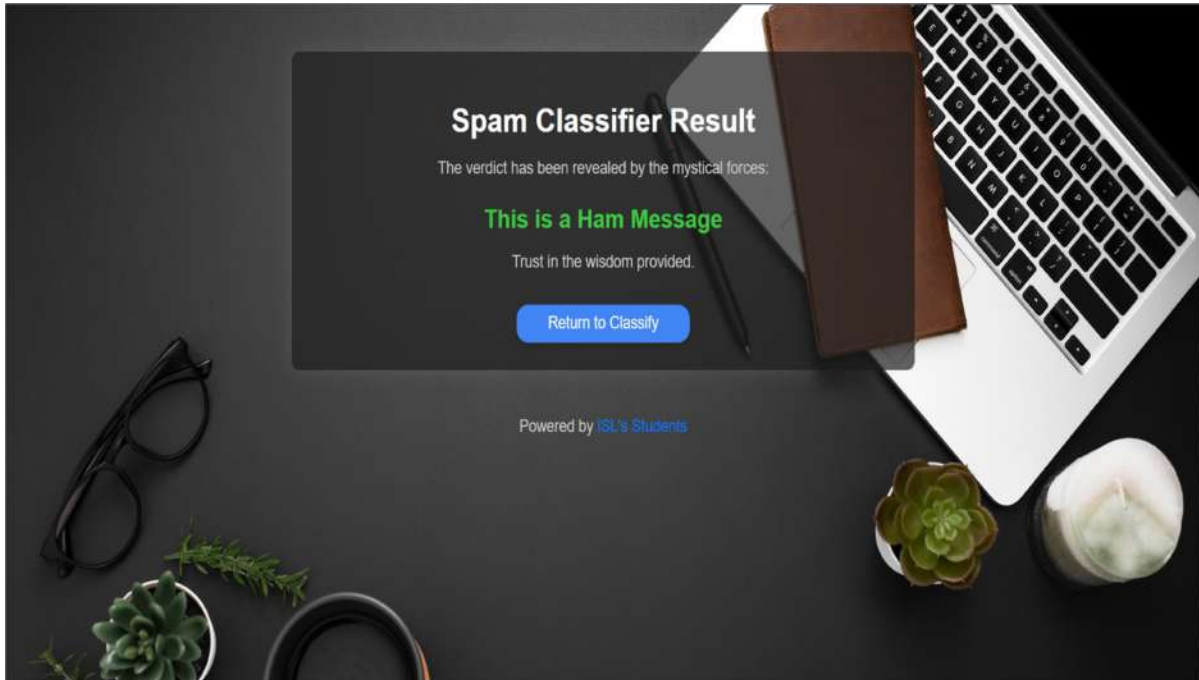 Spam Classifier Result
The verdict has been revealed by the mystical forces:
This is a Ham Message
Trust in the wisdom provided.
Return to Classify
Powered by ISL's Students